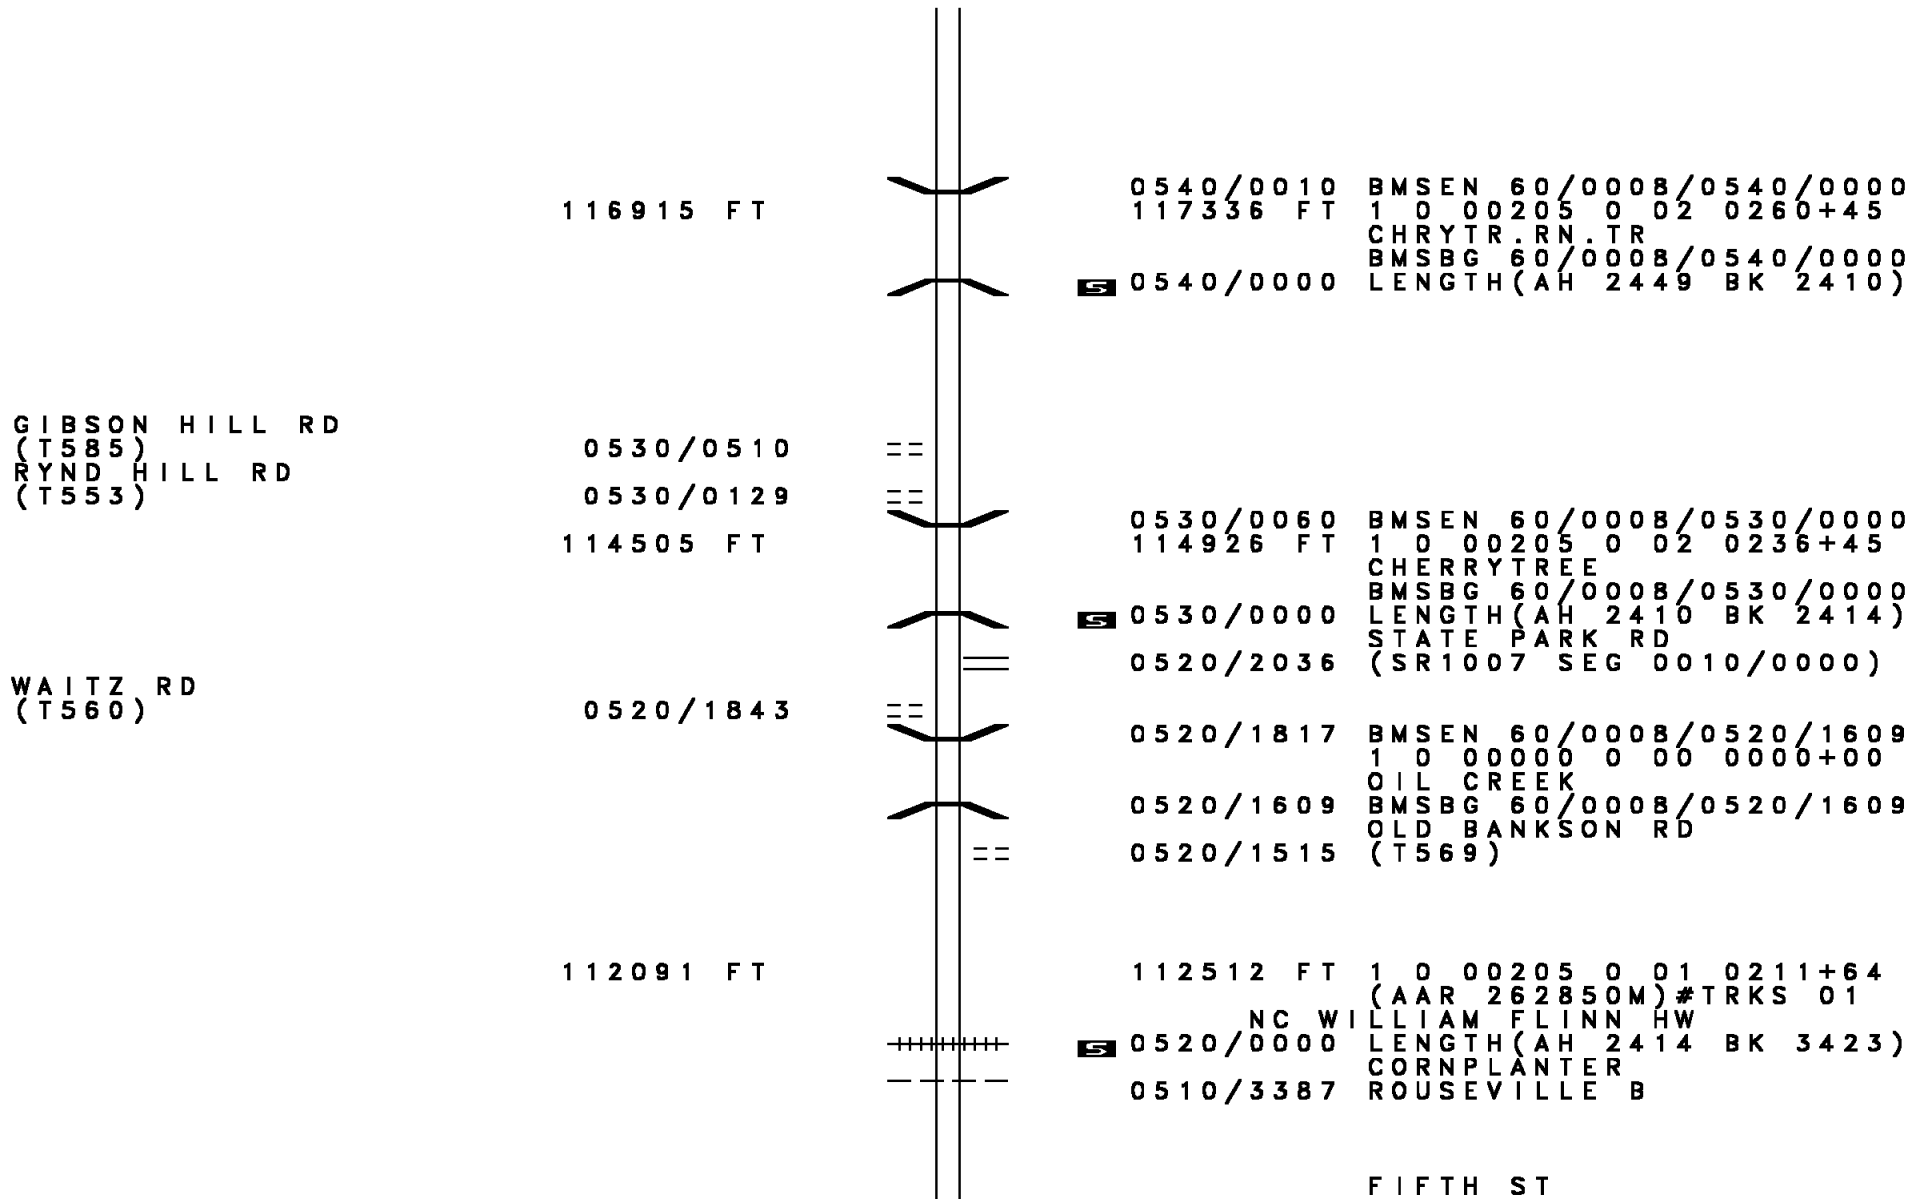 0540/0010 BMSEN 60/0008/0540/0000
116915 FT 117336 FT 1 0 00205 0 02 0260+45
CHRYTR.RN.TR
BMSBG 60/0008/0540/0000
S 0540/0000 LENGTH(AH 2449 BK 2410)
GIBSON HILL RD
(T585) 0530/0510
RYND HILL RD
(T553) 0530/0129
0530/0060 BMSEN 60/0008/0530/0000
114505 FT 114926 FT 1 0 00205 0 02 0236+45
CHERRYTREE
BMSBG 60/0008/0530/0000
S 0530/0000 LENGTH(AH 2410 BK 2414)
STATE PARK RD
0520/2036 (SR1007 SEG 0010/0000)
WAITZ RD
(T560) 0520/1843
0520/1817 BMSEN 60/0008/0520/1609
1 0 00000 0 00 0000+00
OIL CREEK
0520/1609 BMSBG 60/0008/0520/1609
OLD BANKSON RD
0520/1515 (T569)
112091 FT 112512 FT 1 0 00205 0 01 0211+64
(AAR 262850M)#TRKS 01
NC WILLIAM FLINN HW
S 0520/0000 LENGTH(AH 2414 BK 3423)
CORNPLANTER
0510/3387 ROUSEVILLE B
FIFTH ST